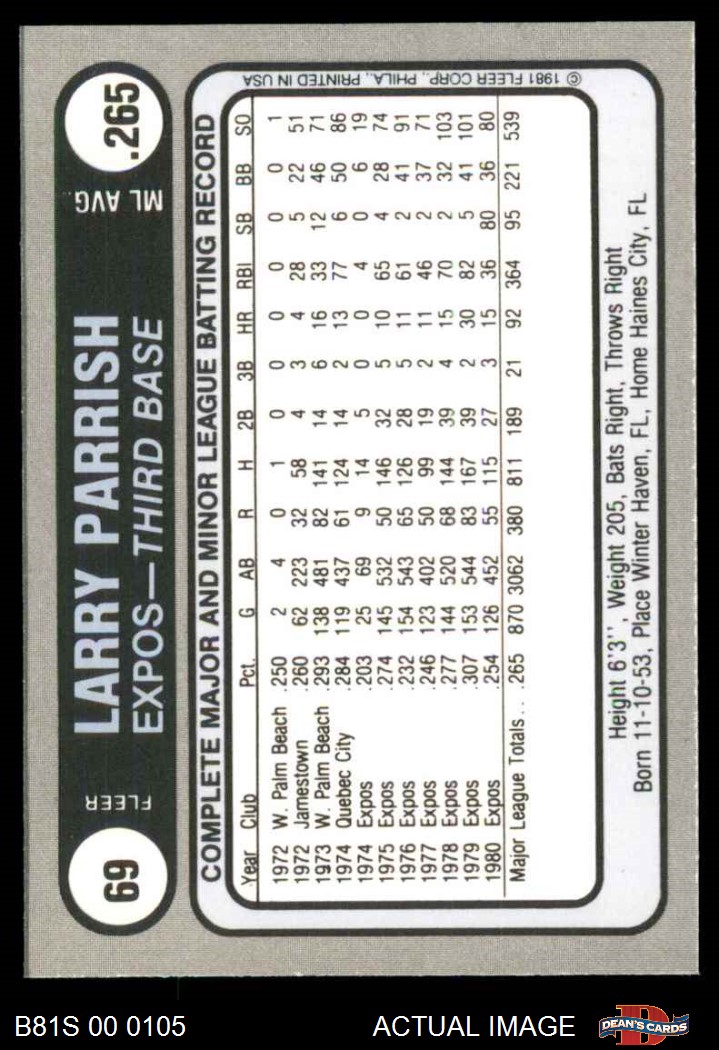 69
FLEER
LARRY PARRISH
EXPOS—THIRD BASE
ML AVG.
.265
COMPLETE MAJOR AND MINOR LEAGUE BATTING RECORD
Year Club Pct. G AB R H 2B 3B HR RBI SB BB SO
1972 W. Palm Beach .250 2 4 0 1 0 0 0 0 0 0 1
1972 Jamestown .260 62 223 32 58 4 3 4 28 5 22 51
1973 W. Palm Beach .293 138 481 82 141 14 6 16 33 12 46 71
1974 Quebec City .284 119 437 61 124 14 2 13 77 6 50 86
1974 Expos .203 25 69 9 14 5 0 0 4 0 6 19
1975 Expos .274 145 532 50 146 32 5 10 65 4 28 74
1976 Expos .232 154 543 65 126 28 5 11 61 2 41 91
1977 Expos .246 123 402 50 99 19 2 11 46 2 37 71
1978 Expos .277 144 520 68 144 39 4 15 70 2 32 103
1979 Expos .307 153 544 83 167 39 2 30 82 5 41 101
1980 Expos .254 126 452 55 115 27 3 15 36 80 36 80
Major League Totals . . .265 870 3062 380 811 189 21 92 364 95 221 539
© 1981 FLEER CORP., PHILA., PRINTED IN USA
Height 6'3'', Weight 205, Bats Right, Throws Right
Born 11-10-53, Place Winter Haven, FL, Home Haines City, FL
B81S 00 0105
ACTUAL IMAGE
D
DEAN'S CARDS